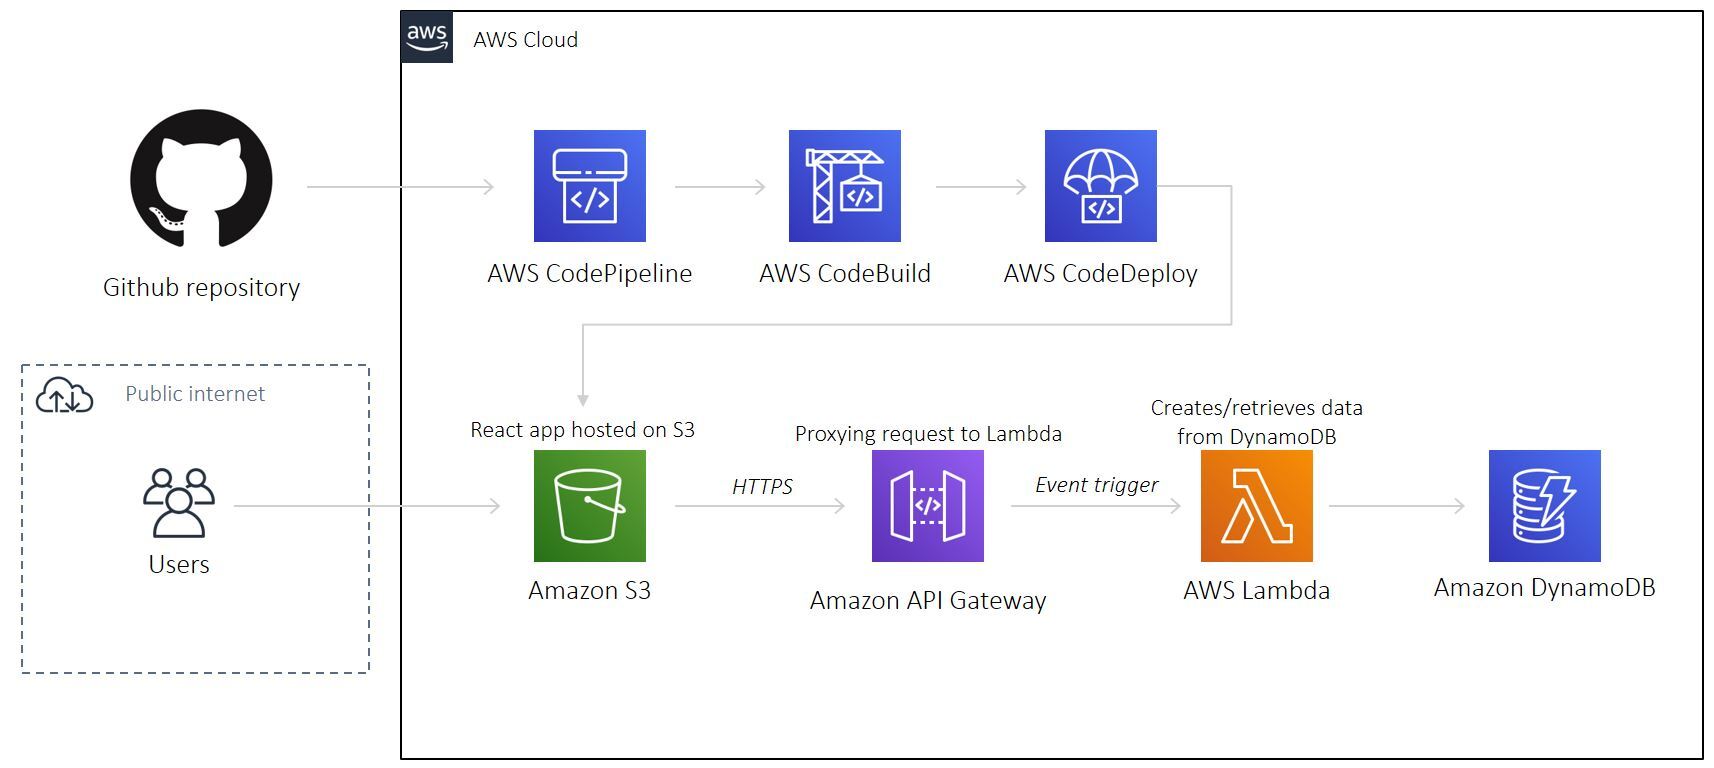 aws
AWS Cloud
</>
</>
</>
AWS CodePipeline
AWS CodeBuild
AWS CodeDeploy
Github repository
Public internet
Users
React app hosted on S3
Proxying request to Lambda
Creates/retrieves data
from DynamoDB
HTTPS
</>
Event trigger
Amazon S3
Amazon API Gateway
AWS Lambda
Amazon DynamoDB